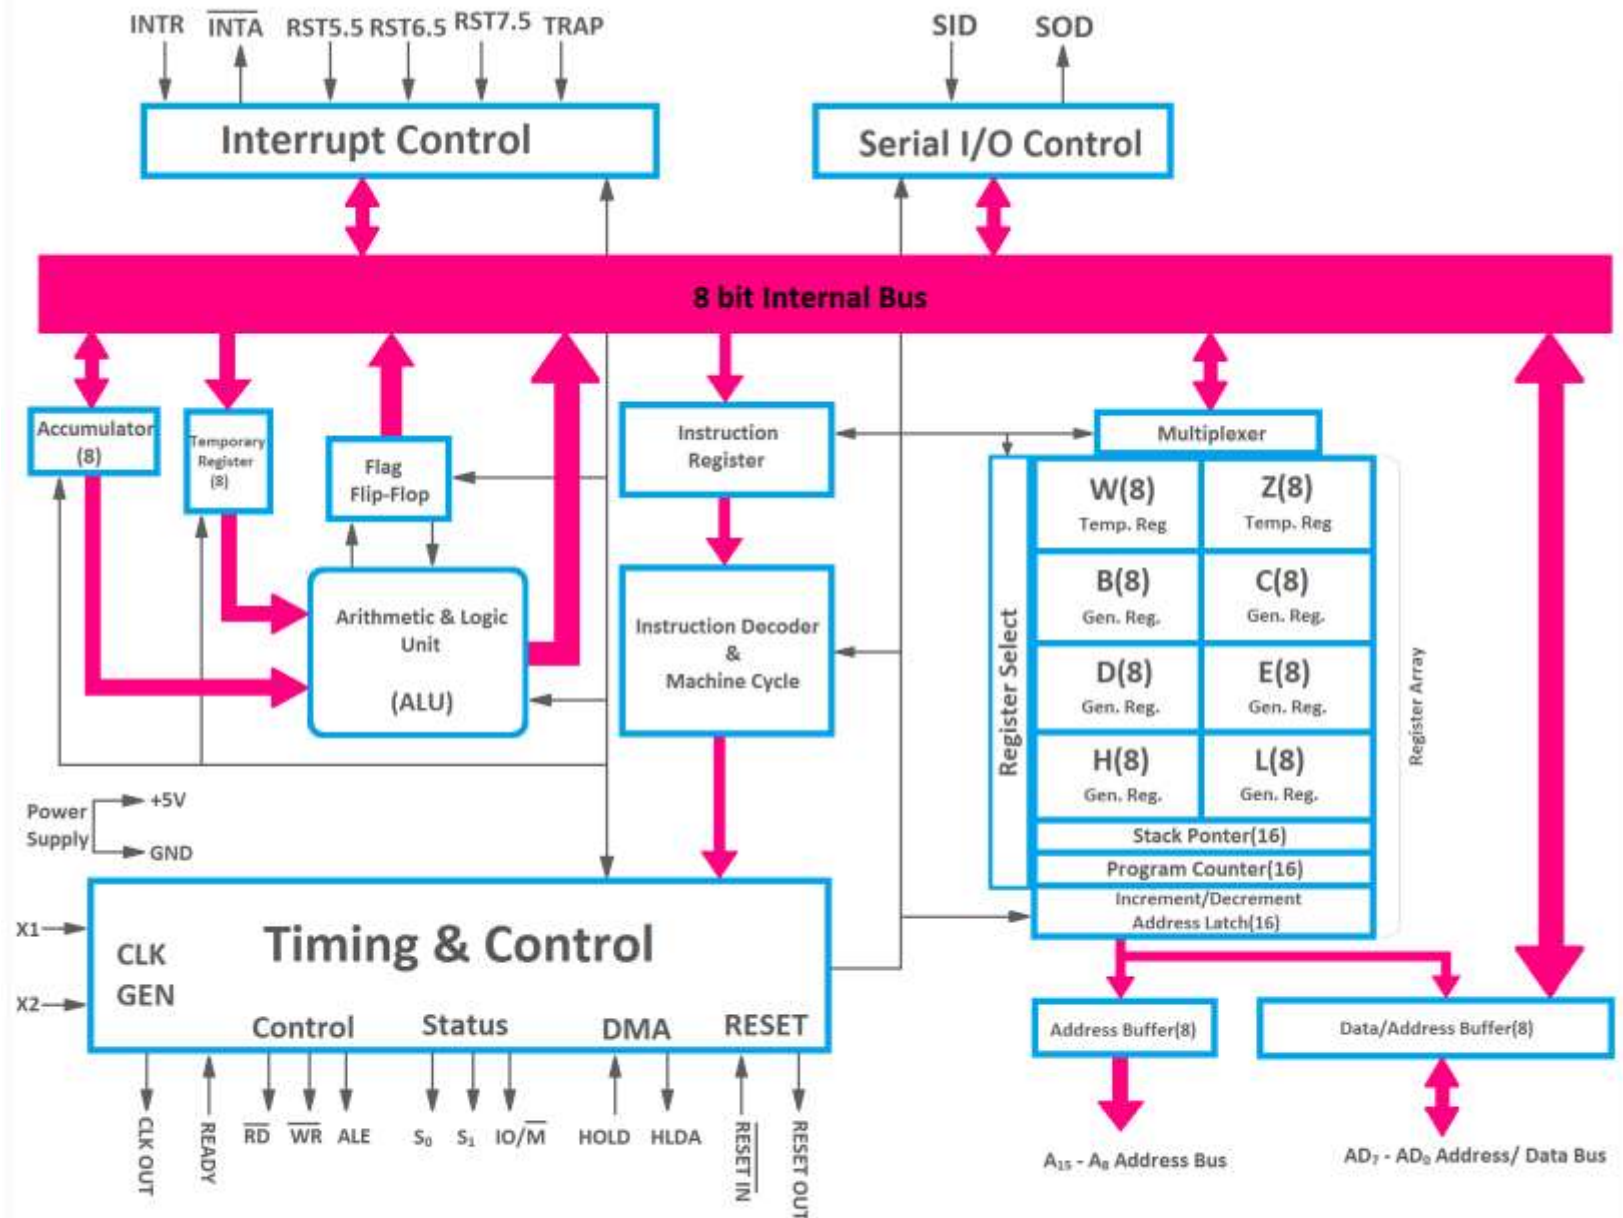 INTR INTA RST5.5 RST6.5 RST7.5 TRAP
SID SOD
Interrupt Control
Serial I/O Control
8 bit Internal Bus
Accumulator
(8)
Temporary
Register
(8)
Flag
Flip-Flop
Instruction
Register
Multiplexer
W(8)
Temp. Reg
Z(8)
Temp. Reg
B(8)
Gen. Reg.
C(8)
Gen. Reg.
D(8)
Gen. Reg.
E(8)
Gen. Reg.
H(8)
Gen. Reg.
L(8)
Gen. Reg.
Stack Ponter(16)
Program Counter(16)
Increment/Decrement
Address Latch(16)
Register Select
Register Array
Arithmetic & Logic
Unit
(ALU)
Instruction Decoder
&
Machine Cycle
Power
Supply
+5V
GND
X1
X2
CLK
GEN
Timing & Control
Control
Status
DMA
RESET
CLK OUT
READY
RD
WR
ALE
S₀
S₁
IO/M
HOLD
HLDA
RESET IN
RESET OUT
Address Buffer(8)
Data/Address Buffer(8)
A₁₅ - A₈ Address Bus
AD₇ - AD₀ Address/ Data Bus